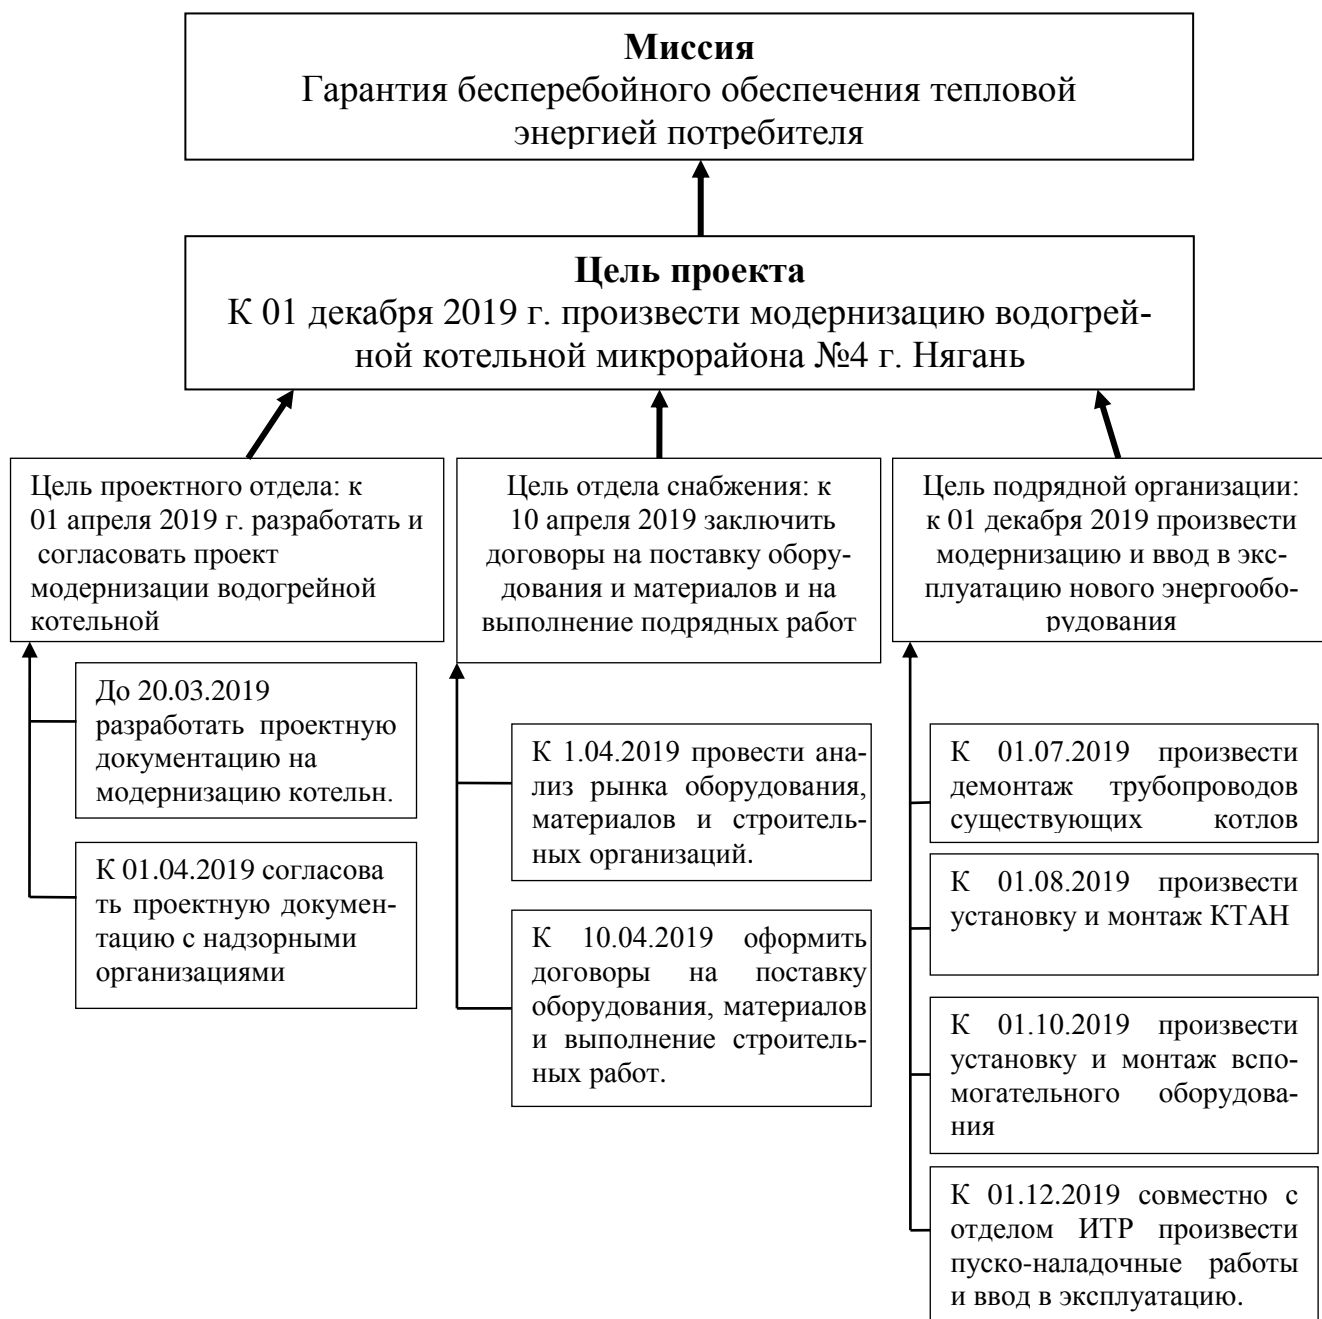 Миссия
Гарантия бесперебойного обеспечения тепловой
энергией потребителя
Цель проекта
К 01 декабря 2019 г. произвести модернизацию водогрей-
ной котельной микрорайона №4 г. Нягань
Цель проектного отдела: к
01 апреля 2019 г. разработать и
согласовать проект
модернизации водогрейной
котельной
До 20.03.2019
разработать проектную
документацию на
модернизацию котельн.
К 01.04.2019 согласова
ть проектную докумен-
тацию с надзорными
организациями
Цель отдела снабжения: к
10 апреля 2019 заключить
договоры на поставку обору-
дования и материалов и на
выполнение подрядных работ
К 1.04.2019 провести ана-
лиз рынка оборудования,
материалов и строитель-
ных организаций.
К 10.04.2019 оформить
договоры на поставку
оборудования, материалов
и выполнение строитель-
ных работ.
Цель подрядной организации:
к 01 декабря 2019 произвести
модернизацию и ввод в экс-
плуатацию нового энергообо-
рудования
К 01.07.2019 произвести
демонтаж трубопроводов
существующих котлов
К 01.08.2019 произвести
установку и монтаж КТАН
К 01.10.2019 произвести
установку и монтаж вспо-
могательного оборудова-
ния
К 01.12.2019 совместно с
отделом ИТР произвести
пуско-наладочные работы
и ввод в эксплуатацию.